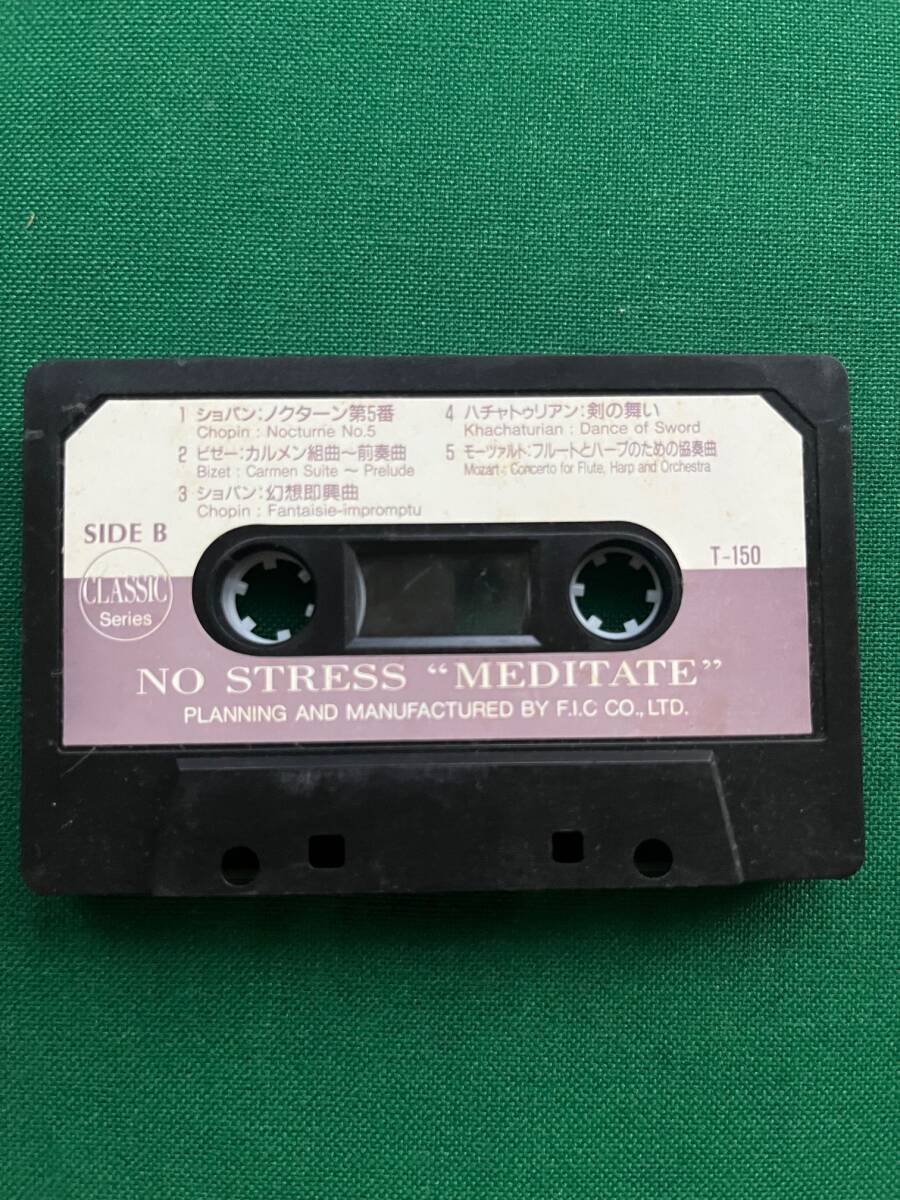 1 ショパン:ノクターン第5番
Chopin : Nocturne No.5
2 ビゼー:カルメン組曲〜前奏曲
Bizet : Carmen Suite ~ Prelude
3 ショパン:幻想即興曲
Chopin : Fantaisie-impromptu
4 ハチャトゥリアン:剣の舞い
Khachaturian : Dance of Sword
5 モーツァルト:フルートとハープのための協奏曲
Mozart : Concerto for Flute, Harp and Orchestra
SIDE B
T-150
CLASSIC
Series
NO STRESS “MEDITATE”
PLANNING AND MANUFACTURED BY F.I.C CO., LTD.